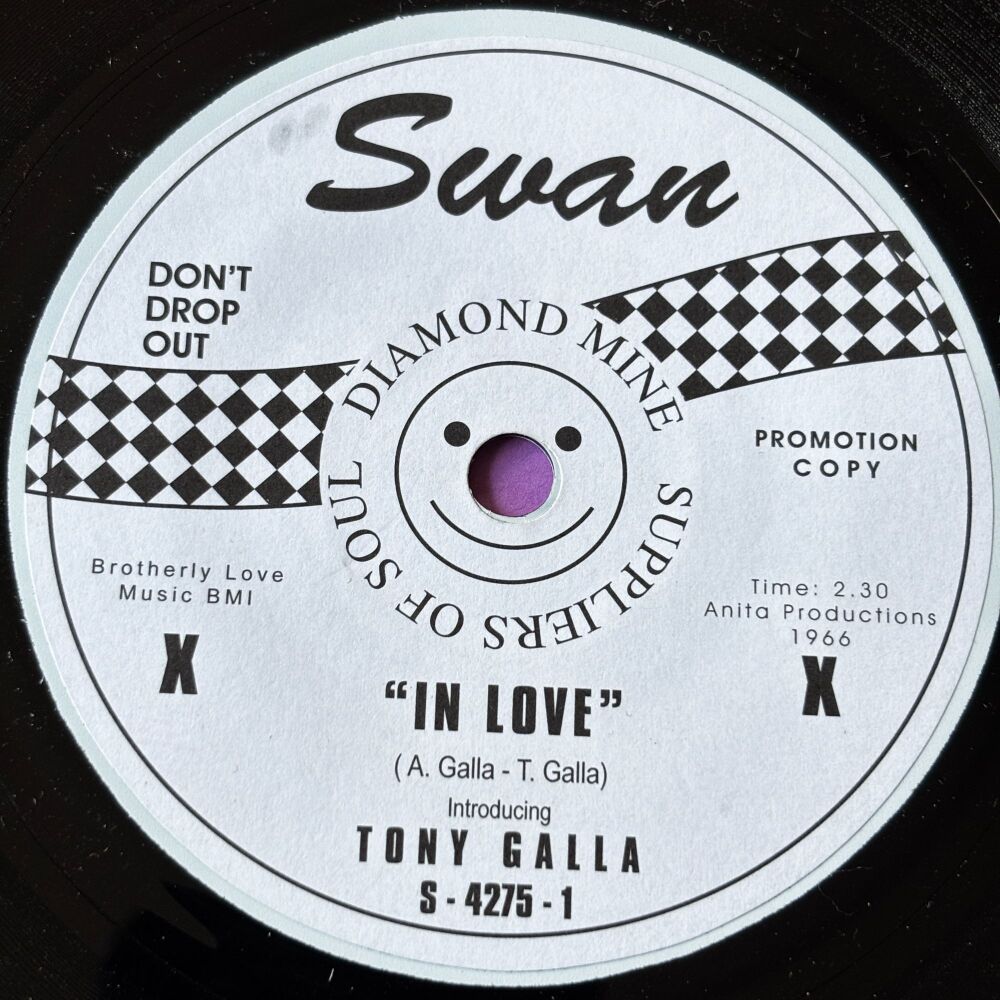 Swan
DON'T
DROP
OUT
DIAMOND MINE
SUPPLIERS OF SOUL
PROMOTION
COPY
Brotherly Love
Music BMI
X
Time: 2.30
Anita Productions
1966
X
“IN LOVE”
( A. Galla - T. Galla)
Introducing
TONY GALLA
S - 4275 - 1